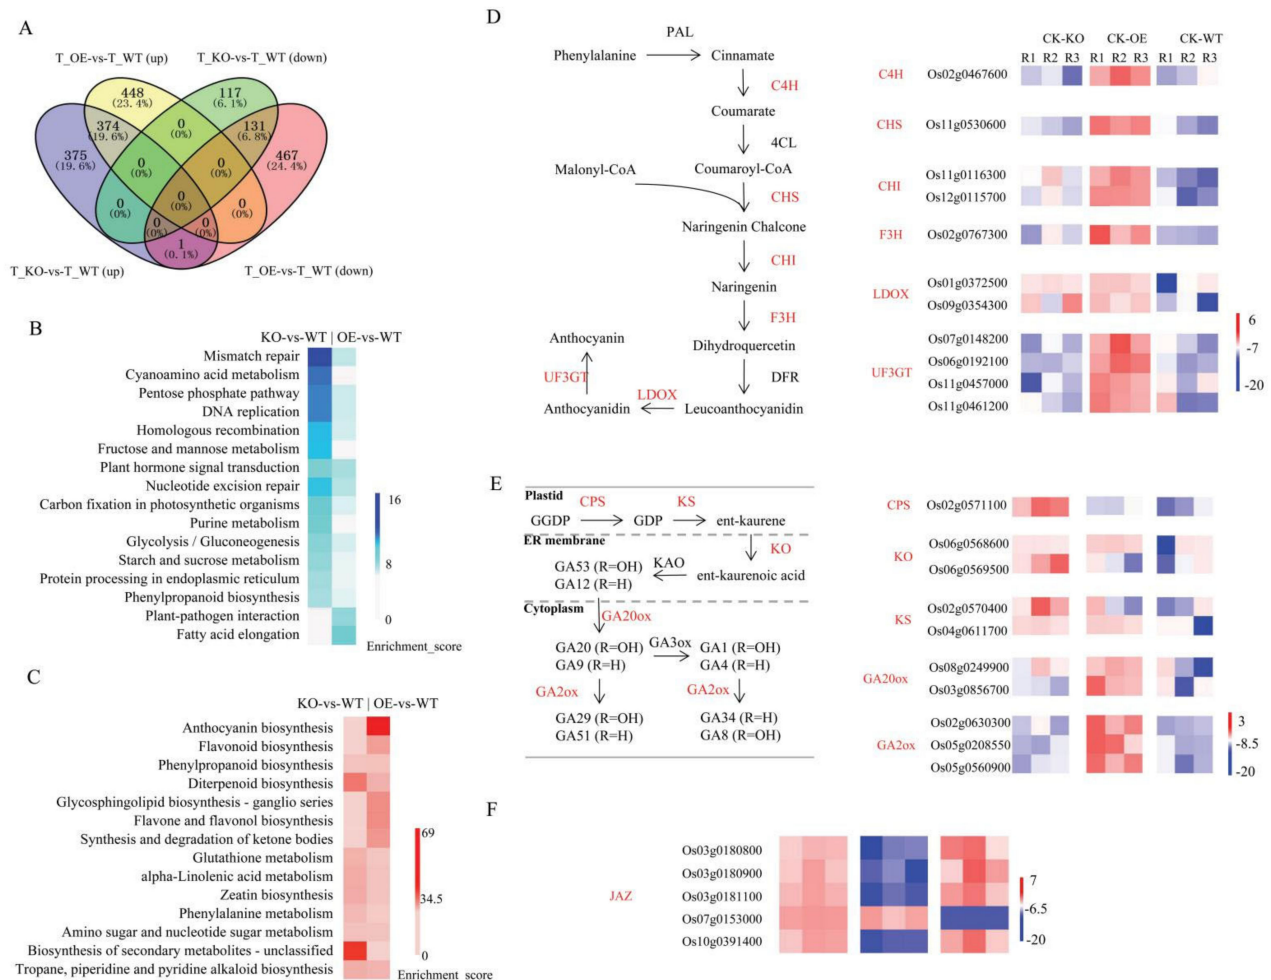 A
T_OE-vs-T_WT (up)
T_KO-vs-T_WT (down)
448
(23.4%)
117
(6.1%)
374
(19.6%)
0
(0%)
131
(6.8%)
375
(19.6%)
0
(0%)
0
(0%)
467
(24.4%)
0
(0%)
0
(0%)
0
(0%)
0
(0%)
0
(0%)
1
(0.1%)
T_KO-vs-T_WT (up)
T_OE-vs-T_WT (down)
B
KO-vs-WT | OE-vs-WT
Mismatch repair
Cyanoamino acid metabolism
Pentose phosphate pathway
DNA replication
Homologous recombination
Fructose and mannose metabolism
Plant hormone signal transduction
Nucleotide excision repair
Carbon fixation in photosynthetic organisms
Purine metabolism
Glycolysis / Gluconeogenesis
Starch and sucrose metabolism
Protein processing in endoplasmic reticulum
Phenylpropanoid biosynthesis
Plant-pathogen interaction
Fatty acid elongation
16
8
0
Enrichment_score
C
KO-vs-WT | OE-vs-WT
Anthocyanin biosynthesis
Flavonoid biosynthesis
Phenylpropanoid biosynthesis
Diterpenoid biosynthesis
Glycosphingolipid biosynthesis - ganglio series
Flavone and flavonol biosynthesis
Synthesis and degradation of ketone bodies
Glutathione metabolism
alpha-Linolenic acid metabolism
Zeatin biosynthesis
Phenylalanine metabolism
Amino sugar and nucleotide sugar metabolism
Biosynthesis of secondary metabolites - unclassified
Tropane, piperidine and pyridine alkaloid biosynthesis
69
34.5
0
Enrichment_score
D
PAL
Phenylalanine
Cinnamate
C4H
Coumarate
4CL
Malonyl-CoA
Coumaroyl-CoA
CHS
Naringenin Chalcone
CHI
Naringenin
F3H
Anthocyanin
Dihydroquercetin
UF3GT
DFR
LDOX
Anthocyanidin
Leucoanthocyanidin
CK-KO
CK-OE
CK-WT
R1 R2 R3
R1 R2 R3
R1 R2 R3
C4H
Os02g0467600
CHS
Os11g0530600
CHI
Os11g0116300
Os12g0115700
F3H
Os02g0767300
LDOX
Os01g0372500
Os09g0354300
UF3GT
Os07g0148200
Os06g0192100
Os11g0457000
Os11g0461200
6
-7
-20
E
Plastid
CPS
KS
GGDP
GDP
ent-kaurene
ER membrane
KO
GA53 (R=OH)
KAO
GA12 (R=H)
ent-kaurenoic acid
Cytoplasm
GA20ox
GA20 (R=OH)
GA3ox
GA1 (R=OH)
GA9 (R=H)
GA4 (R=H)
GA2ox
GA2ox
GA29 (R=OH)
GA34 (R=H)
GA51 (R=H)
GA8 (R=OH)
CPS
Os02g0571100
KO
Os06g0568600
Os06g0569500
KS
Os02g0570400
Os04g0611700
GA20ox
Os08g0249900
Os03g0856700
GA2ox
Os02g0630300
Os05g0208550
Os05g0560900
3
-8.5
-20
F
JAZ
Os03g0180800
Os03g0180900
Os03g0181100
Os07g0153000
Os10g0391400
7
-6.5
-20